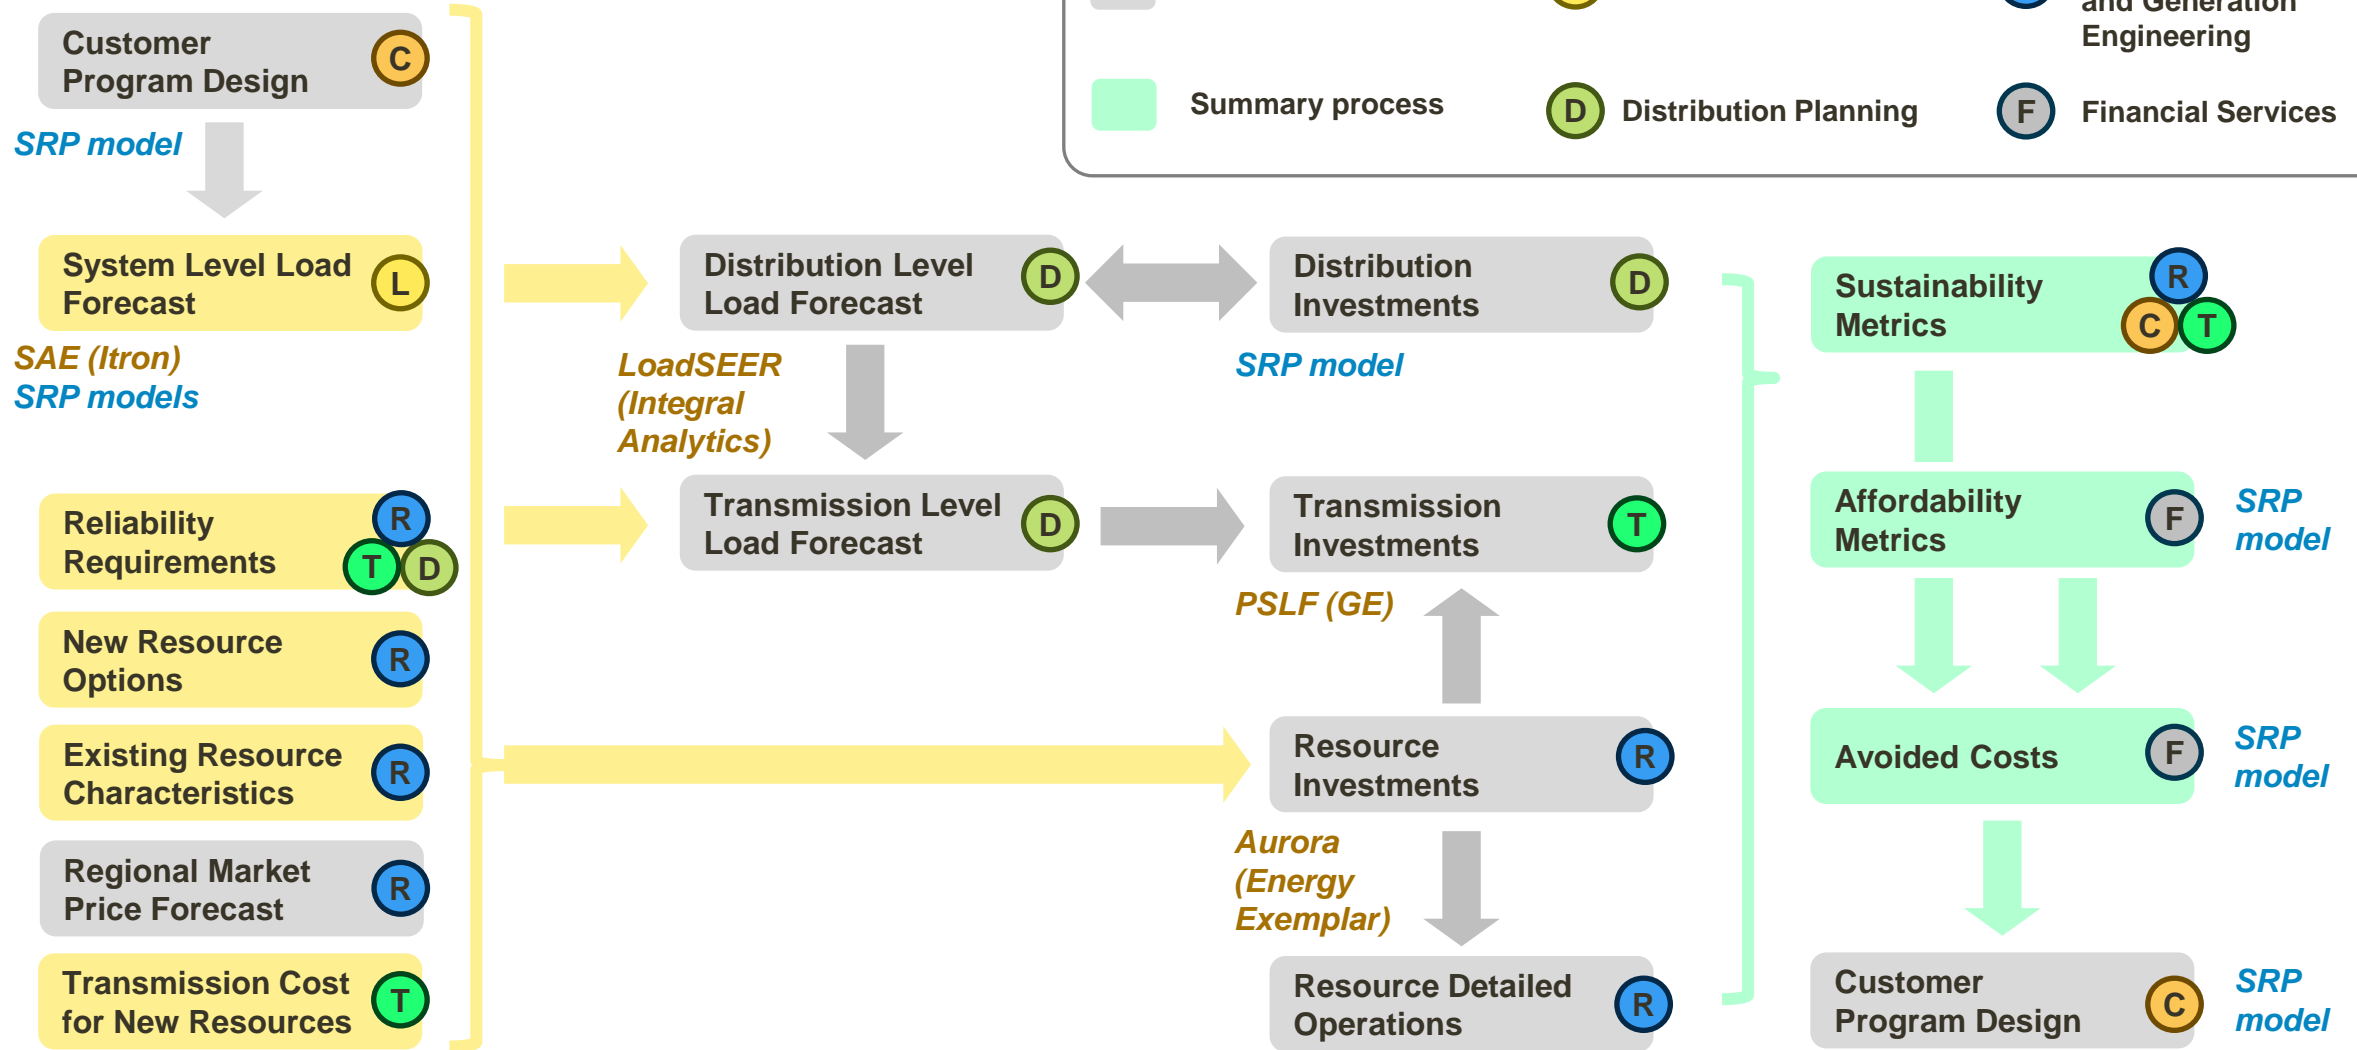 Customer
Program Design
C
SRP model
System Level Load
Forecast
L
SAE (Itron)
SRP models
Reliability
Requirements
R
T
D
New Resource
Options
R
Existing Resource
Characteristics
R
Regional Market
Price Forecast
R
Transmission Cost
for New Resources
T
and Generation
Engineering
Summary process
D
Distribution Planning
F
Financial Services
Distribution Level
Load Forecast
D
LoadSEER
(Integral
Analytics)
Transmission Level
Load Forecast
D
Distribution
Investments
D
SRP model
Transmission
Investments
T
PSLF (GE)
Resource
Investments
R
Aurora
(Energy
Exemplar)
Resource Detailed
Operations
R
Sustainability
Metrics
R
C
T
Affordability
Metrics
F
SRP
model
Avoided Costs
F
SRP
model
Customer
Program Design
C
SRP
model